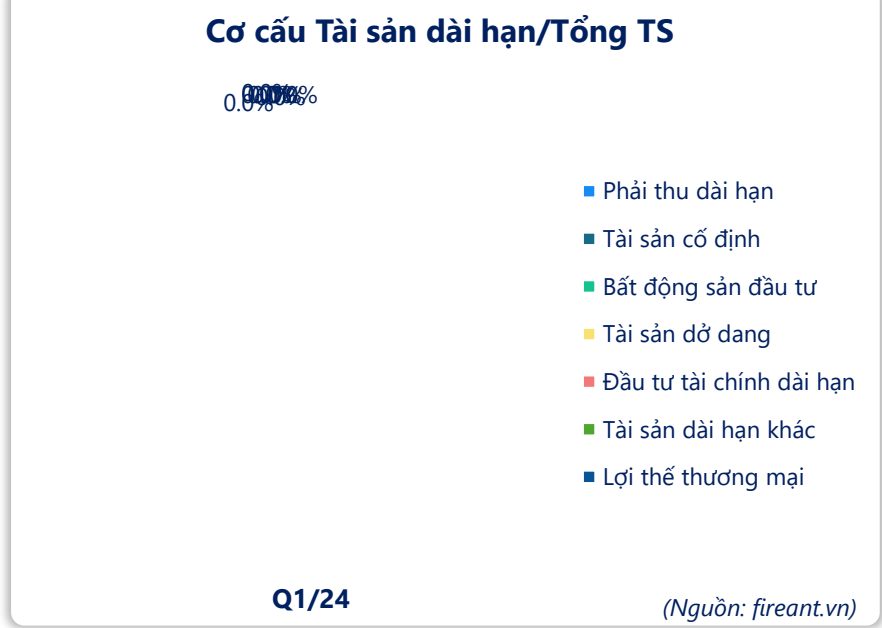 Cơ cấu Tài sản dài hạn/Tổng TS
0.0%
Phải thu dài hạn
Tài sản cố định
Bất động sản đầu tư
Tài sản dở dang
Đầu tư tài chính dài hạn
Tài sản dài hạn khác
Lợi thế thương mại
Q1/24
(Nguồn: fireant.vn)